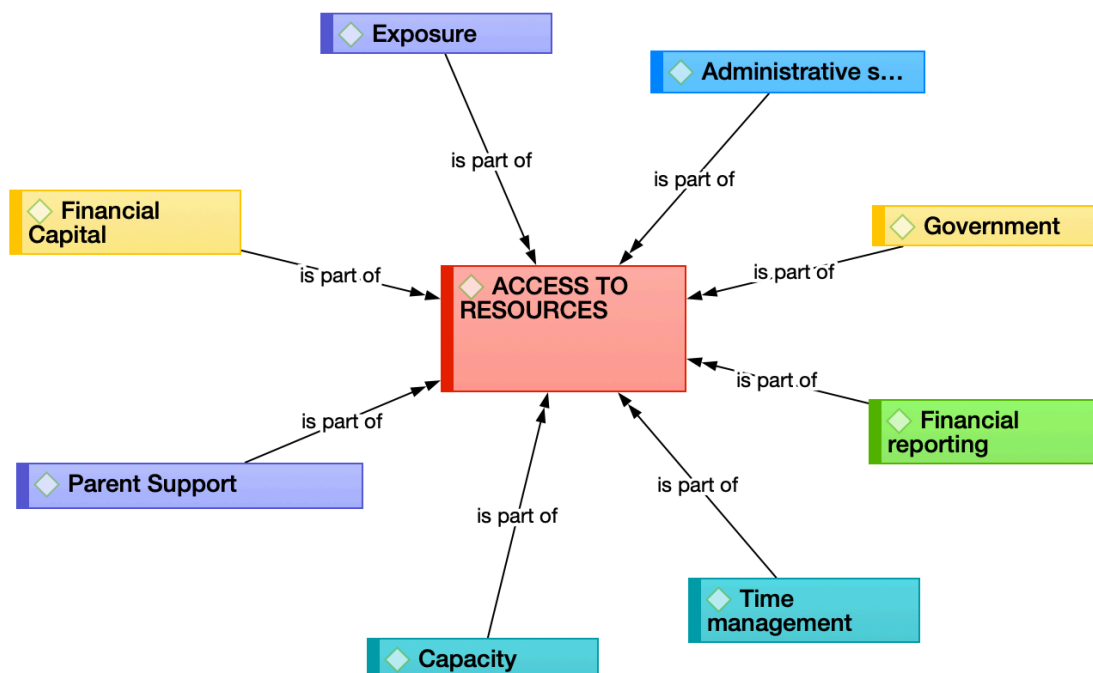 Exposure
Administrative s...
is part of
is part of
Financial
Capital
Government
is part of
is part of
ACCESS TO
RESOURCES
is part of
Financial
reporting
is part of
Parent Support
is part of
is part of
Time
management
Capacity